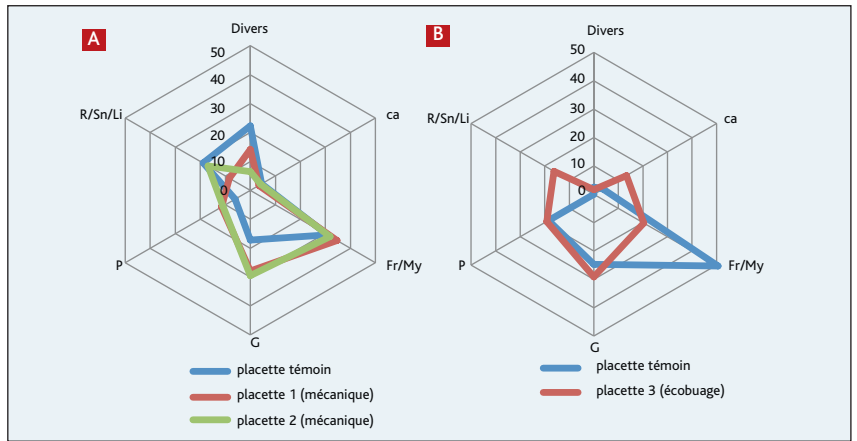 A
Divers
50
40
30
20
10
0
R/Sn/Li
ca
P
Fr/My
G
placette témoin
placette 1 (mécanique)
placette 2 (mécanique)
B
Divers
50
40
30
20
10
0
R/Sn/Li
ca
P
Fr/My
G
placette témoin
placette 3 (écobuage)